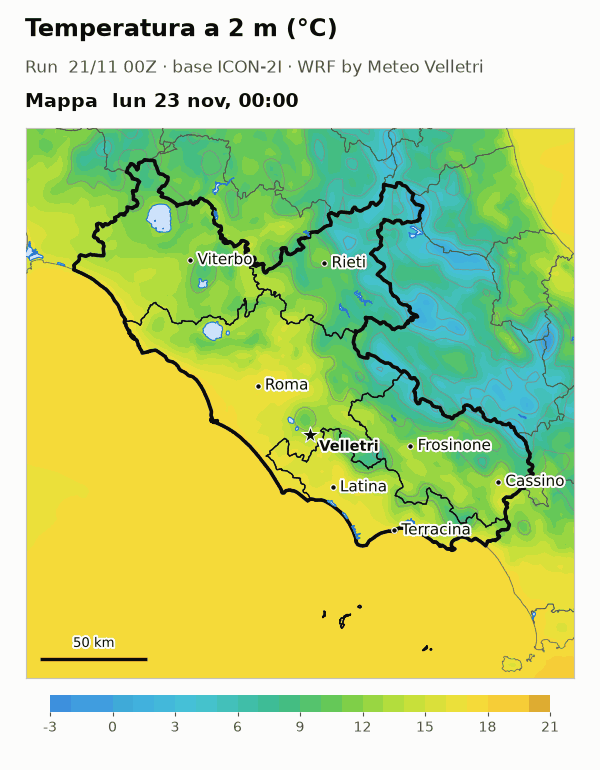 Temperatura a 2 m (°C)
Run  21/11 00Z · base ICON-2I · WRF by Meteo Velletri
Mappa  lun 23 nov, 00:00
Viterbo
Rieti
Roma
Velletri
Frosinone
Cassino
Latina
Terracina
50 km
-3 0 3 6 9 12 15 18 21